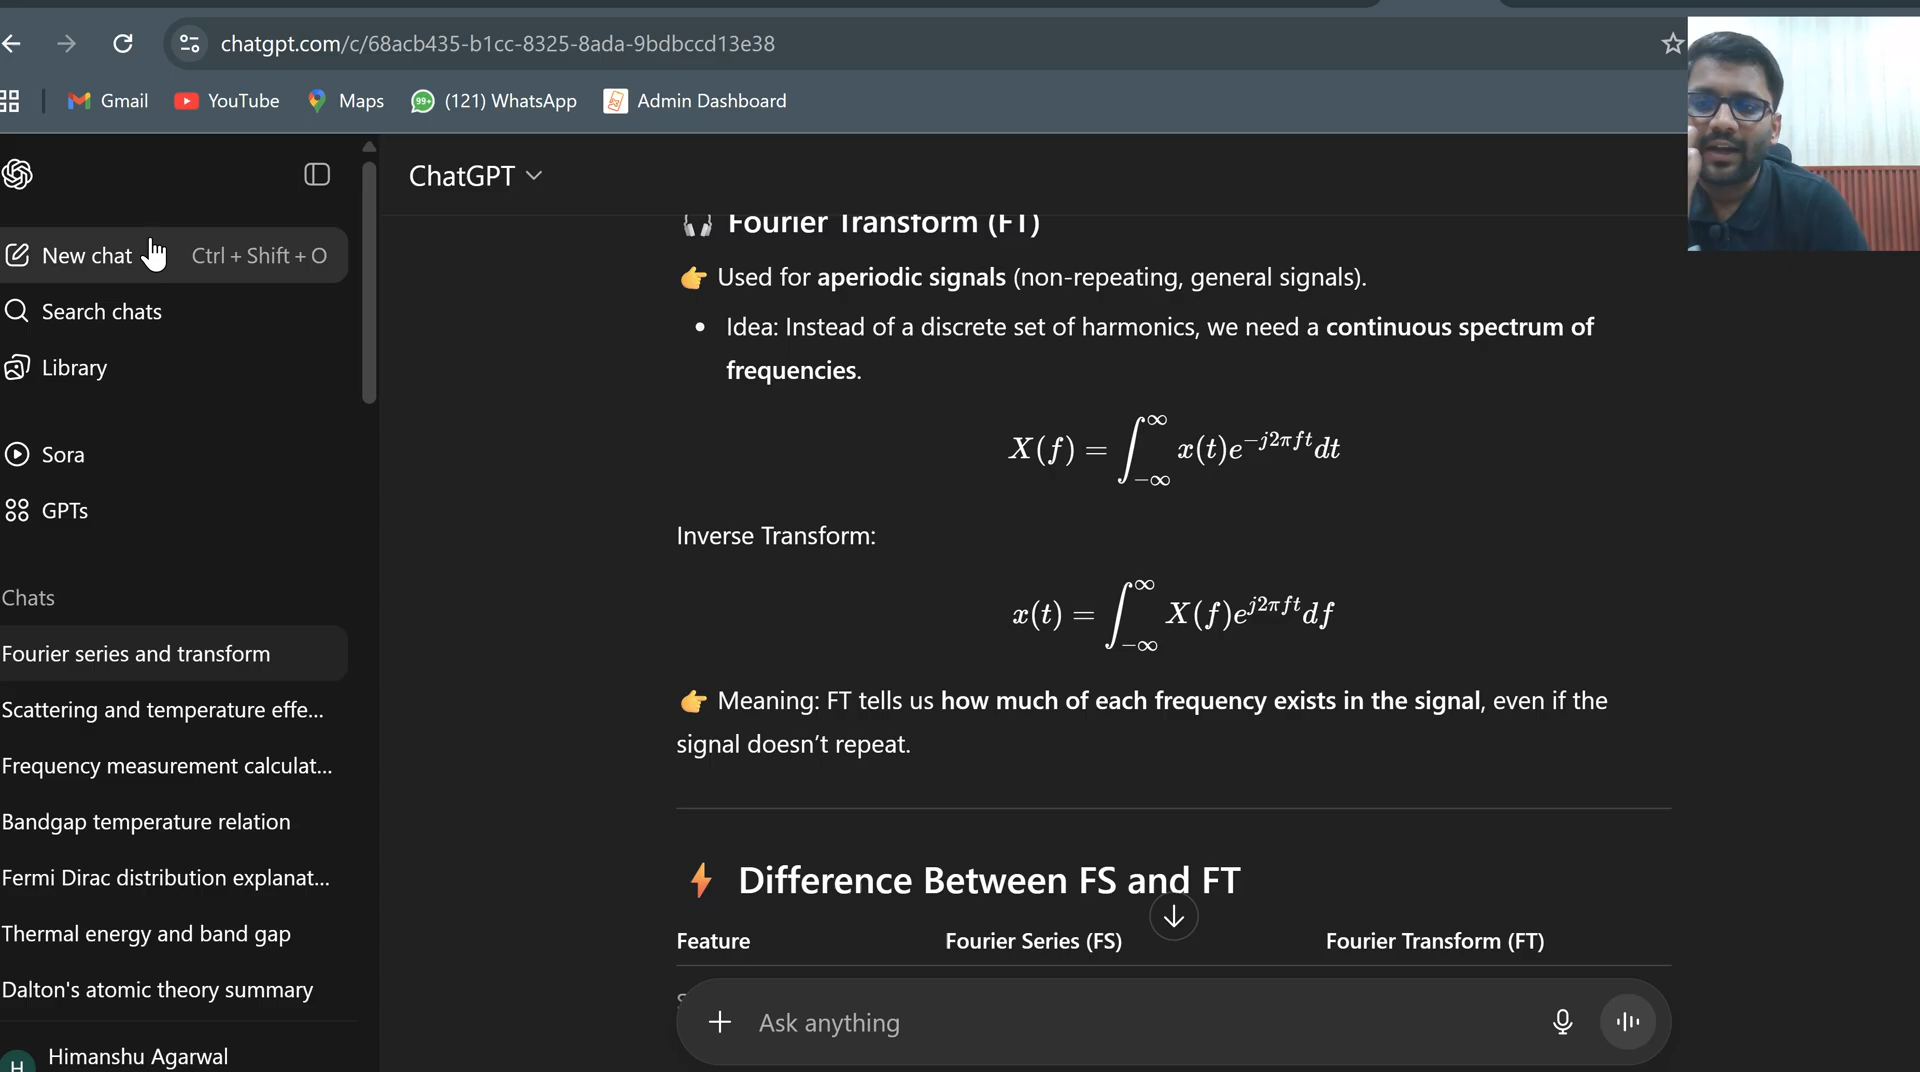 chatgpt.com/c/68acb435-b1cc-8325-8ada-9bdbccd13e38
Gmail
YouTube
99+
(121) WhatsApp
Maps
Admin Dashboard
ChatGPT
New chat
Ctrl + Shift + O
Search chats
Library
Sora
GPTs
Chats
Fourier series and transform
Scattering and temperature effe...
Frequency measurement calculat...
Bandgap temperature relation
Fermi Dirac distribution explanat...
Thermal energy and band gap
Dalton's atomic theory summary
H
Himanshu Agarwal
🎧 Fourier Transform (FT)
👉 Used for aperiodic signals (non-repeating, general signals).
• Idea: Instead of a discrete set of harmonics, we need a continuous spectrum of
frequencies.
X(f) = ∫_{-∞}^{∞} x(t)e^{-j2πft}dt
Inverse Transform:
x(t) = ∫_{-∞}^{∞} X(f)e^{j2πft}df
👉 Meaning: FT tells us how much of each frequency exists in the signal, even if the
signal doesn’t repeat.
⚡ Difference Between FS and FT
Feature Fourier Series (FS) Fourier Transform (FT)
Ask anything